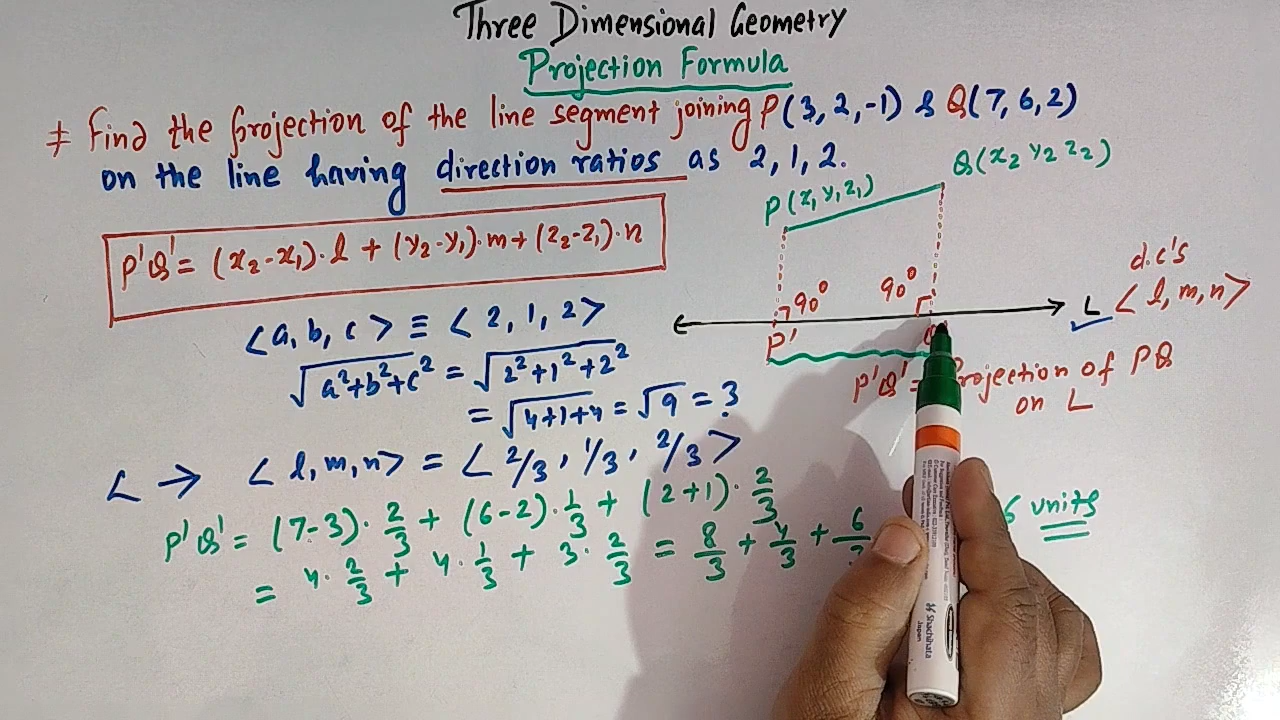 Three Dimensional Geometry
Projection Formula
# Find the projection of the line segment joining P(3, 2, -1) & Q(7, 6, 2)
on the line having direction ratios as 2, 1, 2.
P'Q' = (x₂-x₁)·l + (y₂-y₁)·m + (z₂-z₁)·n
P(x₁ y₁ z₁)
Q(x₂ y₂ z₂)
90° 90°
d.c's
L < l, m, n >
P'
P'Q' = Projection of PQ
on L
< a, b, c > ≡ < 2, 1, 2 >
√a²+b²+c² = √2²+1²+2²
= √4+1+4 = √9 = 3
L → < l, m, n > = < 2/3, 1/3, 2/3 >
P'Q' = (7-3)· 2/3 + (6-2)· 1/3 + (2+1)· 2/3
= 4· 2/3 + 4· 1/3 + 3· 2/3 = 8/3 + 4/3 + 6/3 6 units
Shachihata
Japan